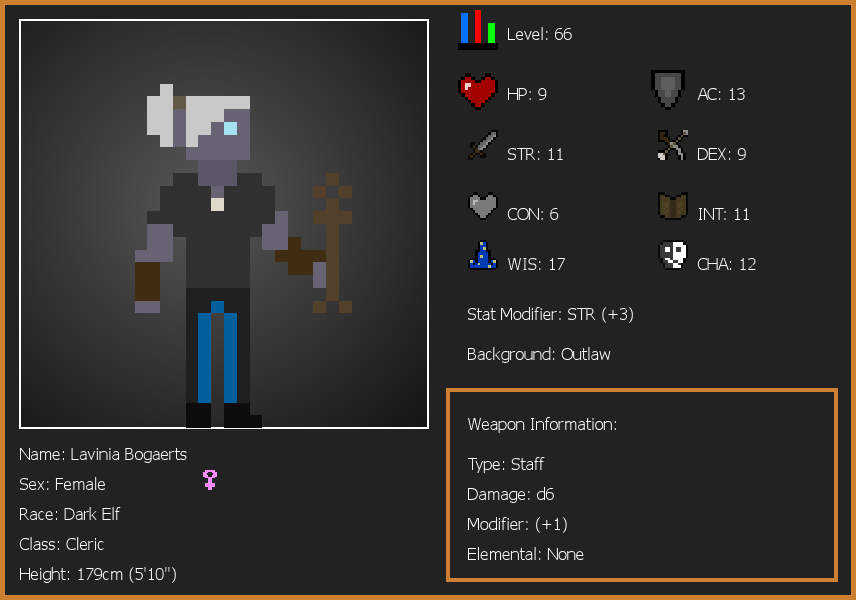 Level: 66
HP: 9
AC: 13
STR: 11
DEX: 9
CON: 6
INT: 11
WIS: 17
CHA: 12
Stat Modifier: STR (+3)
Background: Outlaw
Weapon Information:
Type: Staff
Damage: d6
Modifier: (+1)
Elemental: None
Name: Lavinia Bogaerts
Sex: Female
Race: Dark Elf
Class: Cleric
Height: 179cm (5'10")